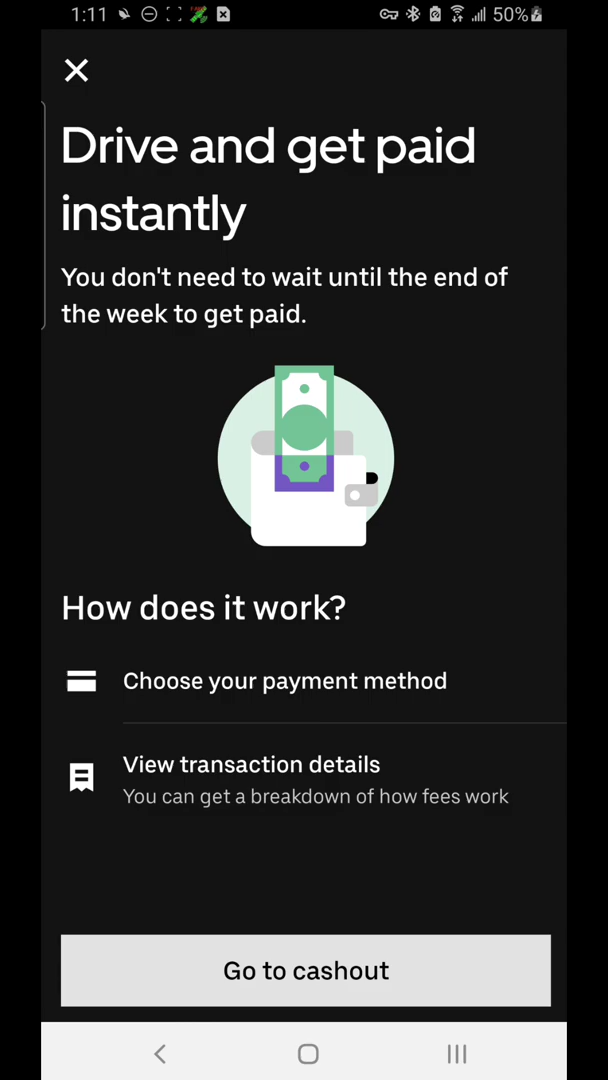 1:11
50%
Drive and get paid
instantly
You don't need to wait until the end of
the week to get paid.
How does it work?
Choose your payment method
View transaction details
You can get a breakdown of how fees work
Go to cashout